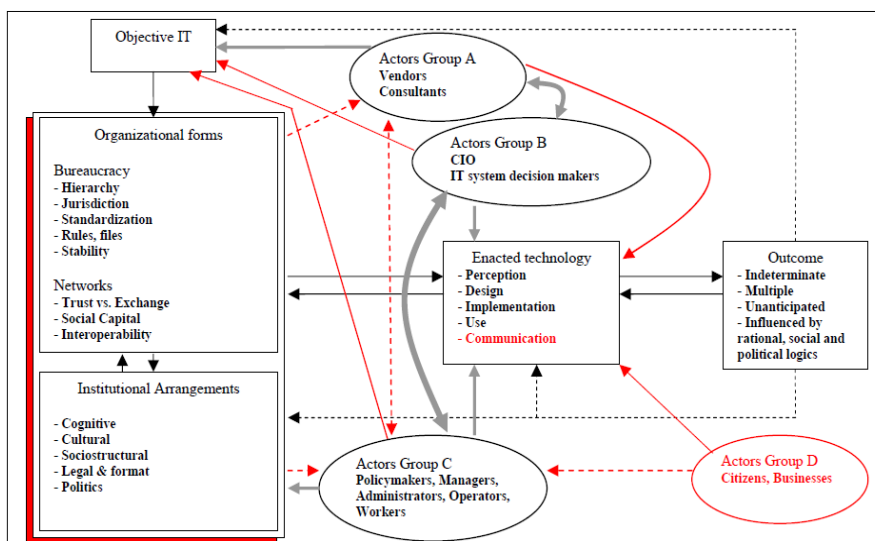 Objective IT
Actors Group A
Vendors
Consultants
Organizational forms
Bureaucracy
- Hierarchy
- Jurisdiction
- Standardization
- Rules, files
- Stability
Networks
- Trust vs. Exchange
- Social Capital
- Interoperability
Actors Group B
CIO
IT system decision makers
Enacted technology
- Perception
- Design
- Implementation
- Use
- Communication
Outcome
- Indeterminate
- Multiple
- Unanticipated
- Influenced by
rational, social and
political logics
Institutional Arrangements
- Cognitive
- Cultural
- Sociostructural
- Legal & format
- Politics
Actors Group C
Policymakers, Managers,
Administrators, Operators,
Workers
Actors Group D
Citizens, Businesses